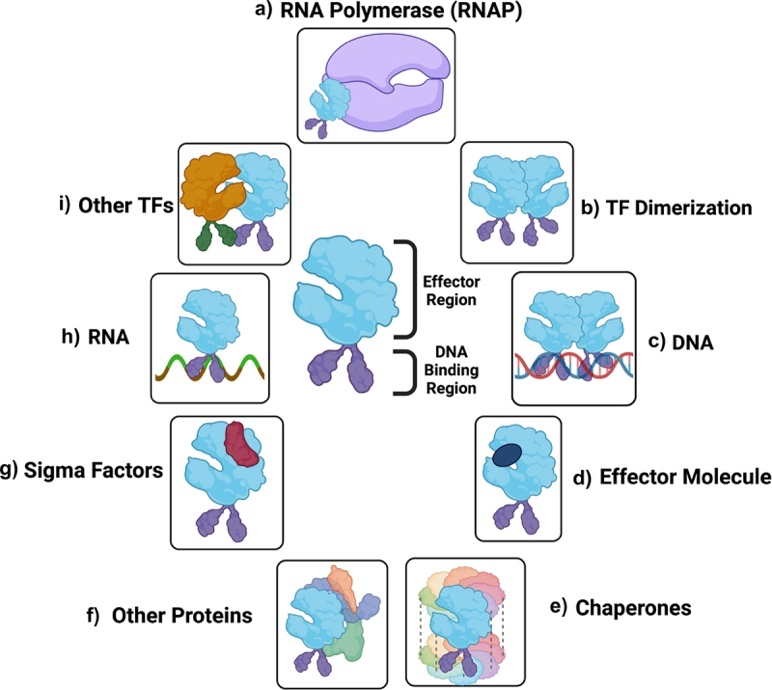 a) RNA Polymerase (RNAP)
i) Other TFs
b) TF Dimerization
Effector
Region
h) RNA
c) DNA
DNA
Binding
Region
g) Sigma Factors
d) Effector Molecule
f) Other Proteins
e) Chaperones